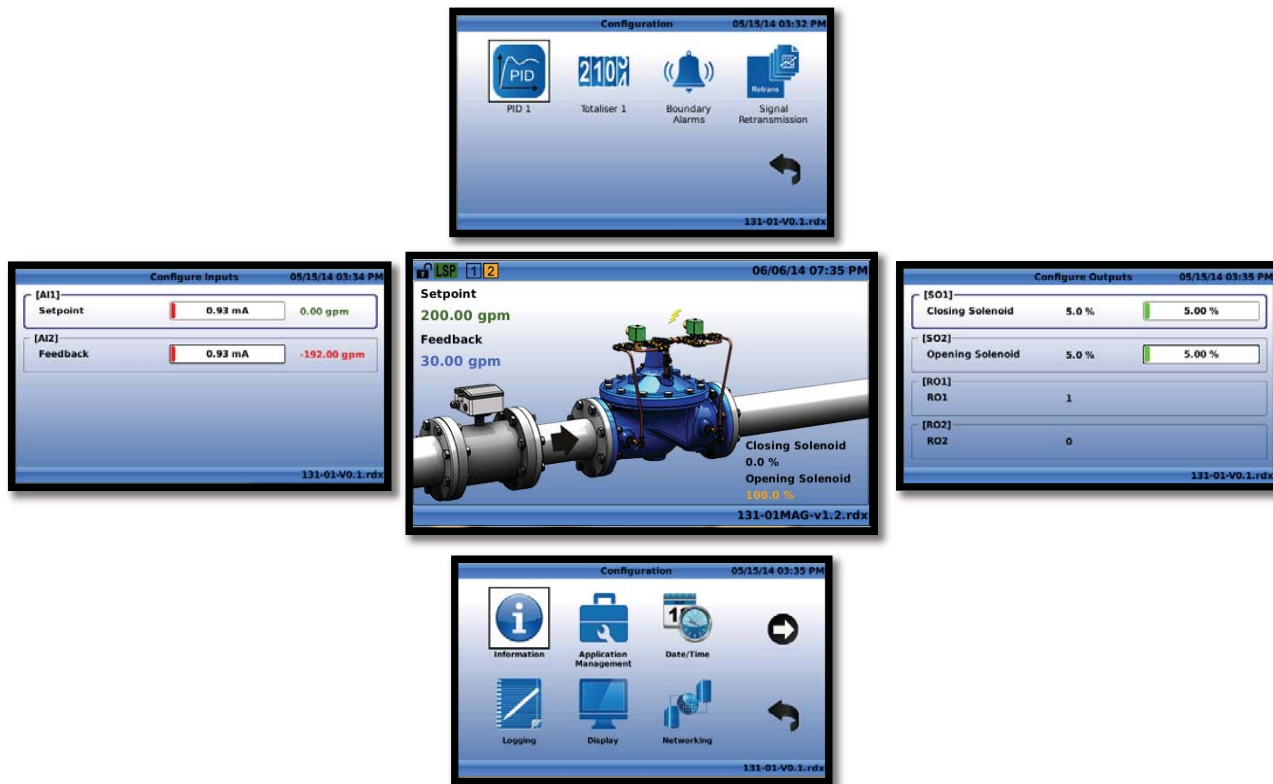 Configuration 05/15/14 03:32 PM
PID
PID 1
Totaliser 1
Boundary
Alarms
Retrans
Signal
Retransmission
131-01-V0.1.rdx
Configure Inputs 05/15/14 03:34 PM
[AI1]
Setpoint 0.93 mA 0.00 gpm
[AI2]
Feedback 0.93 mA -192.00 gpm
131-01-V0.1.rdx
LSP 1 2 06/06/14 07:35 PM
Setpoint
200.00 gpm
Feedback
30.00 gpm
Closing Solenoid
0.0 %
Opening Solenoid
100.0 %
131-01MAG-v1.2.rdx
Configure Outputs 05/15/14 03:35 PM
[SO1]
Closing Solenoid 5.0 % 5.00 %
[SO2]
Opening Solenoid 5.0 % 5.00 %
[RO1]
RO1 1
[RO2]
RO2 0
131-01-V0.1.rdx
Configuration 05/15/14 03:35 PM
Information
Application
Management
Date/Time
Logging
Display
Networking
131-01-V0.1.rdx